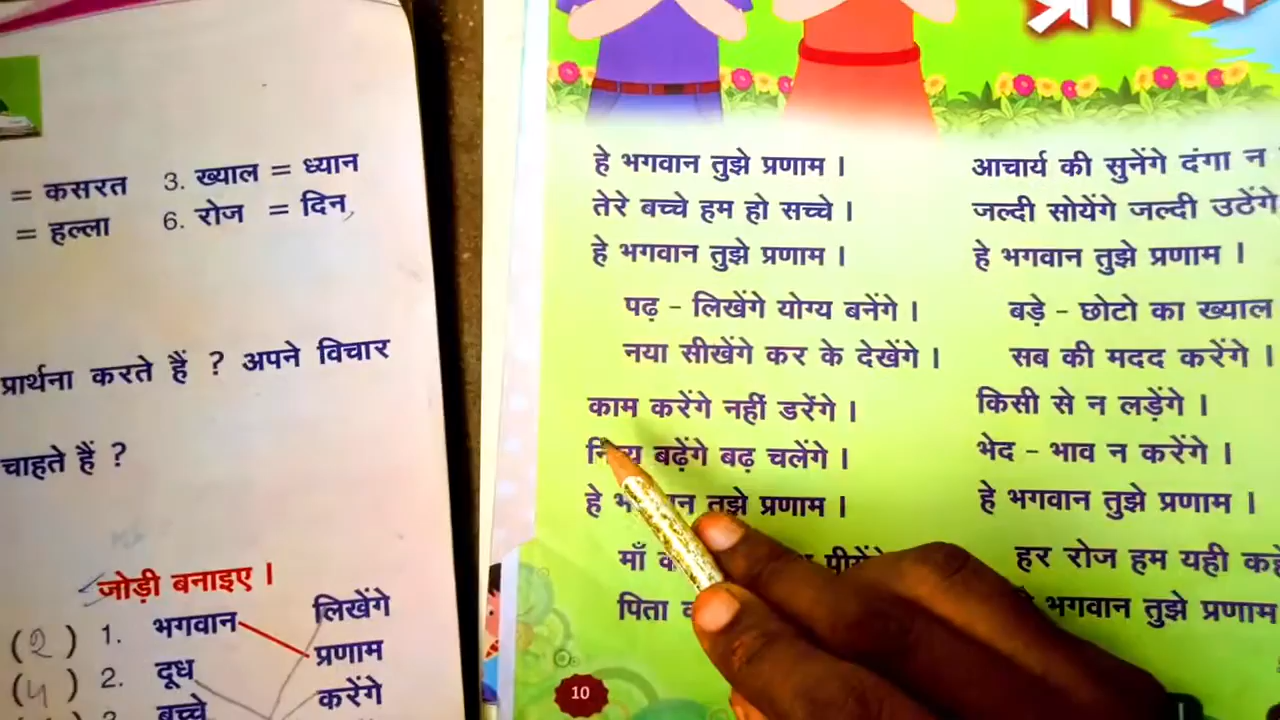 = कसरत 3. ख्याल = ध्यान
= हल्ला 6. रोज = दिन,
प्रार्थना करते हैं ? अपने विचार
चाहते हैं ?
जोड़ी बनाइए ।
(२) 1. भगवान लिखेंगे
(4) 2. दूध प्रणाम
बच्चे करेंगे
हे भगवान तुझे प्रणाम ।
तेरे बच्चे हम हो सच्चे ।
हे भगवान तुझे प्रणाम ।
पढ़ - लिखेंगे योग्य बनेंगे ।
नया सीखेंगे कर के देखेंगे ।
काम करेंगे नहीं डरेंगे ।
बढ़ेंगे बढ़ चलेंगे ।
हे तुझे प्रणाम ।
माँ
पिता
आचार्य की सुनेंगे दंगा न
जल्दी सोयेंगे जल्दी उठेंगे
हे भगवान तुझे प्रणाम ।
बड़े - छोटो का ख्याल
सब की मदद करेंगे ।
किसी से न लड़ेंगे ।
भेद - भाव न करेंगे ।
हे भगवान तुझे प्रणाम ।
हर रोज हम यही
भगवान तुझे प्रणाम
10